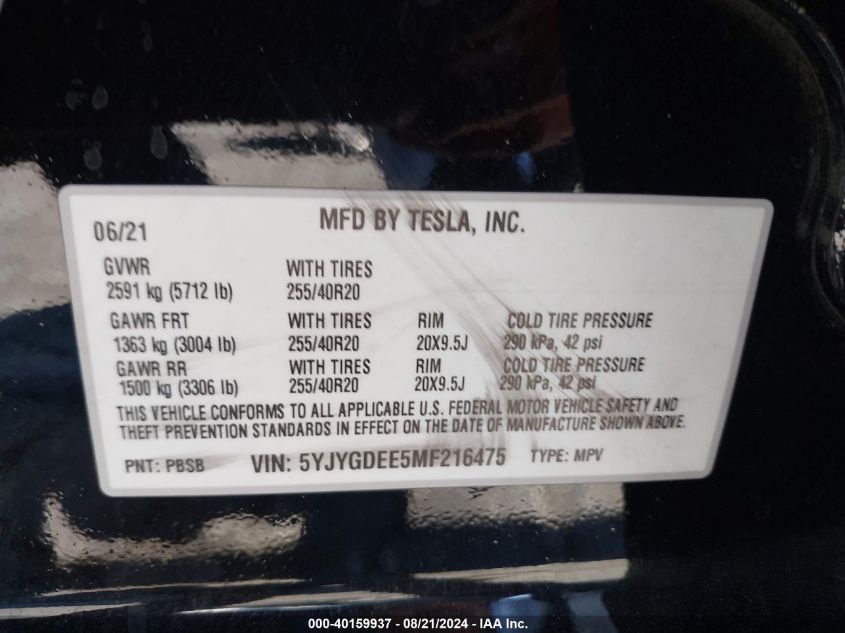 06/21 MFD BY TESLA, INC.
GVWR WITH TIRES
2591 kg (5712 lb) 255/40R20
GAWR FRT WITH TIRES RIM COLD TIRE PRESSURE
1363 kg (3004 lb) 255/40R20 20X9.5J 290 kPa, 42 psi
GAWR RR WITH TIRES RIM COLD TIRE PRESSURE
1500 kg (3306 lb) 255/40R20 20X9.5J 290 kPa, 42 psi
THIS VEHICLE CONFORMS TO ALL APPLICABLE U.S. FEDERAL MOTOR VEHICLE SAFETY AND
THEFT PREVENTION STANDARDS IN EFFECT ON THE DATE OF MANUFACTURE SHOWN ABOVE.
PNT: PBSB VIN: 5YJYGDEE5MF216475 TYPE: MPV
000-40159937 - 08/21/2024 - IAA Inc.